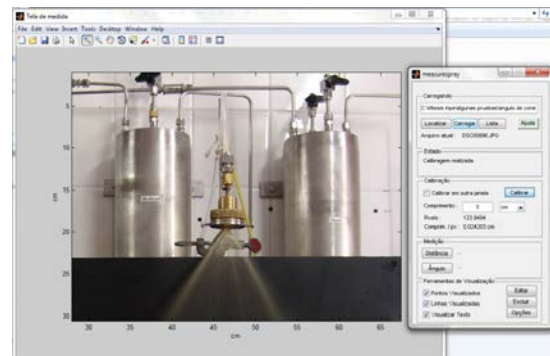 Tela de medida
File Edit View Insert Tools Desktop Window Help
5
10
15
20
25
30
cm
30 35 40 45 50 55 60 65
cm
measurespray
Carregando
Localizar Carregar Lista Ajuda
Arquivo atual:
Estado
Calibragem realizada
Calibração
Calibrar em outra janela Calibrar
Comprimento: 5 cm
Pixels:
Comprim. / px: 0.024203 cm
Medição
Distância --
Ângulo --
Ferramentas de Visualização
Pontos Visualizados Editar
Linhas Visualizadas Excluir
Visualizar Texto Opções